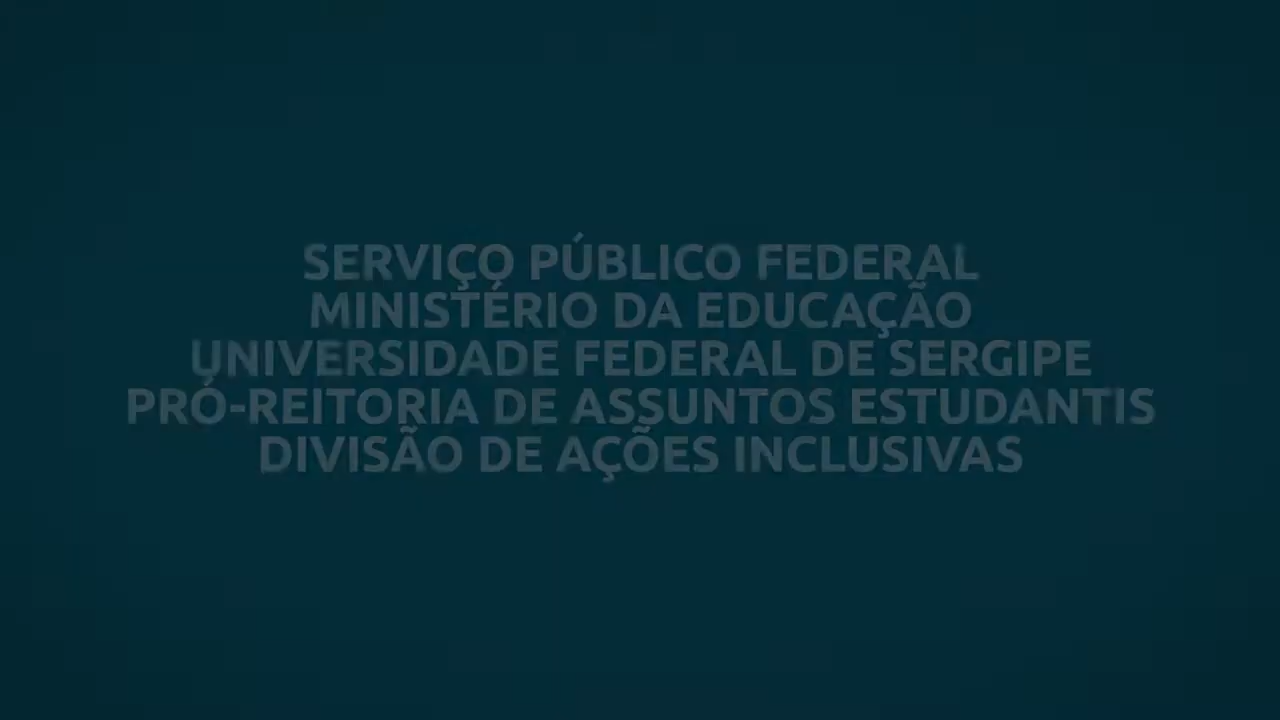 SERVIÇO PÚBLICO FEDERAL
MINISTÉRIO DA EDUCAÇÃO
UNIVERSIDADE FEDERAL DE SERGIPE
PRÓ-REITORIA DE ASSUNTOS ESTUDANTIS
DIVISÃO DE AÇÕES INCLUSIVAS